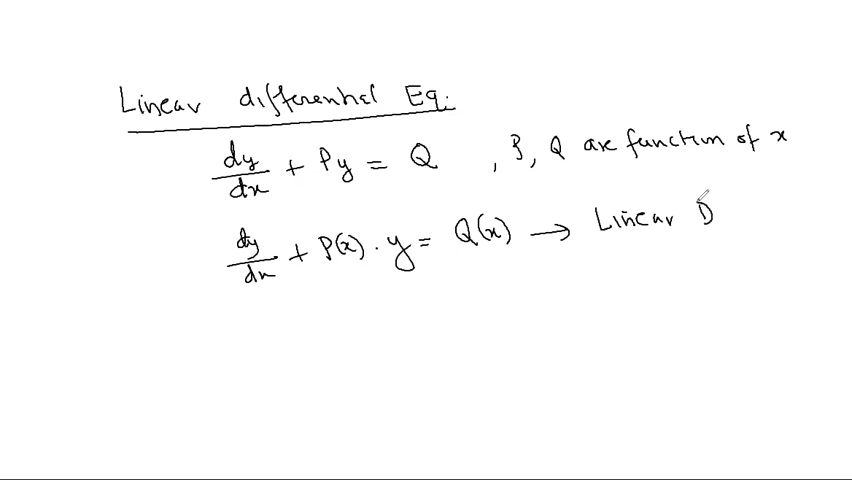 Linear differential Eq.
dy/dx + Py = Q , P, Q are function of x
dy/dx + P(x) · y = Q(x) → Linear D